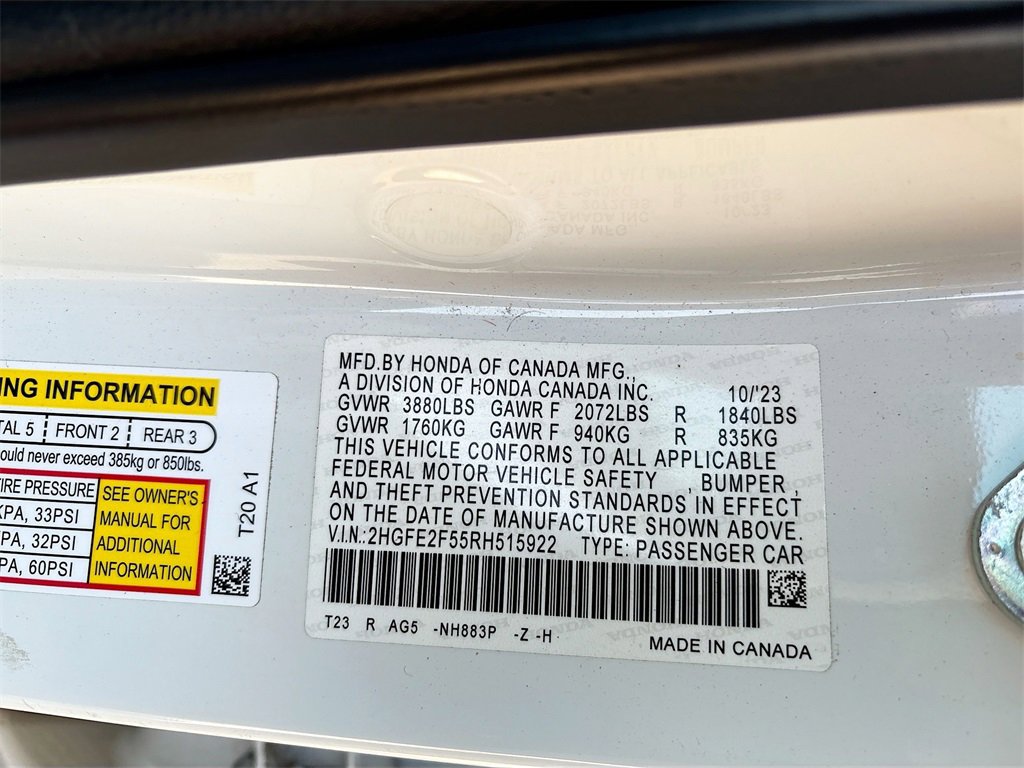 NG INFORMATION
TAL 5 FRONT 2 REAR 3
ould never exceed 385kg or 850lbs.
IRE PRESSURE
KPA, 33PSI
PA, 32PSI
PA, 60PSI
SEE OWNER'S
MANUAL FOR
ADDITIONAL
INFORMATION
T20 A1
MFD.BY HONDA OF CANADA MFG.,
A DIVISION OF HONDA CANADA INC. 10/'23
GVWR 3880LBS GAWR F 2072LBS R 1840LBS
GVWR 1760KG GAWR F 940KG R 835KG
THIS VEHICLE CONFORMS TO ALL APPLICABLE
FEDERAL MOTOR VEHICLE SAFETY , BUMPER ,
AND THEFT PREVENTION STANDARDS IN EFFECT
ON THE DATE OF MANUFACTURE SHOWN ABOVE.
V.I.N.:2HGFE2F55RH515922 TYPE: PASSENGER CAR
T23 R AG5 -NH883P -Z -H
MADE IN CANADA